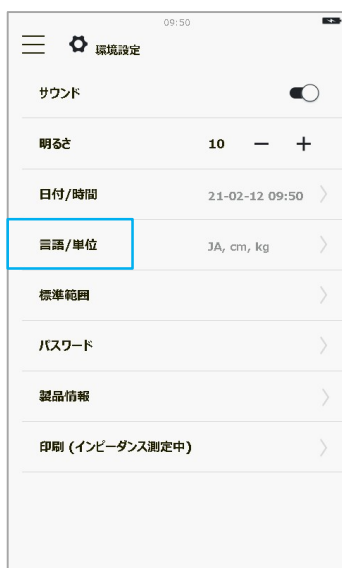 09:50
環境設定
サウンド
明るさ 10 − +
日付/時間 21-02-12 09:50
言語/単位 JA, cm, kg
標準範囲
パスワード
製品情報
印刷 (インピーダンス測定中)